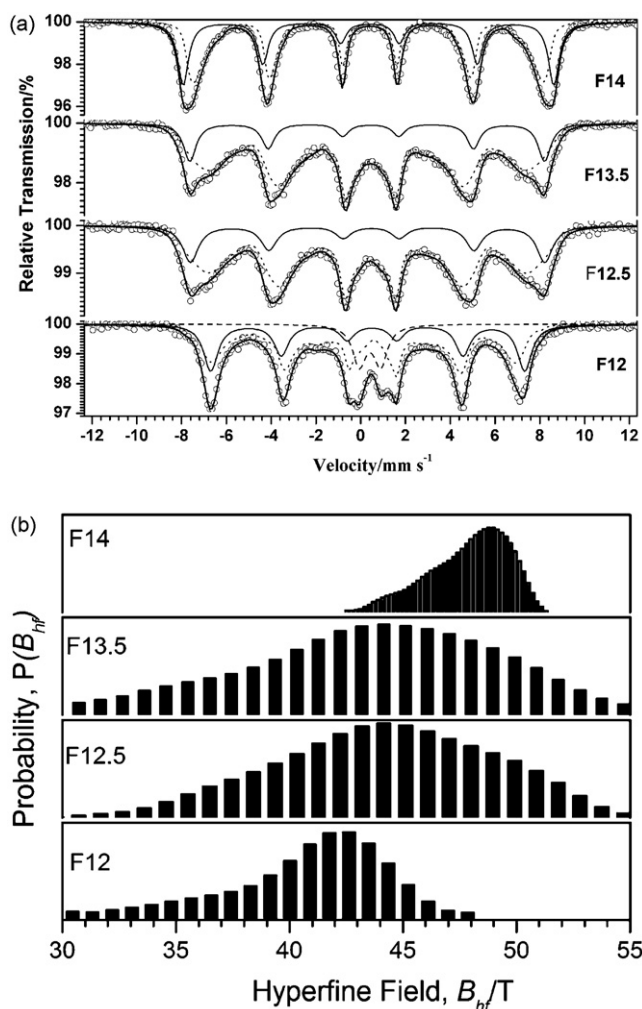 (a)
Relative Transmission/%
100
98
96
F14
100
98
F13.5
100
99
F12.5
100
99
98
97
F12
-12 -10 -8 -6 -4 -2 0 2 4 6 8 10 12
Velocity/mm s-1
(b)
Probability, P(Bhf)
F14
F13.5
F12.5
F12
30 35 40 45 50 55
Hyperfine Field, Bhf/T